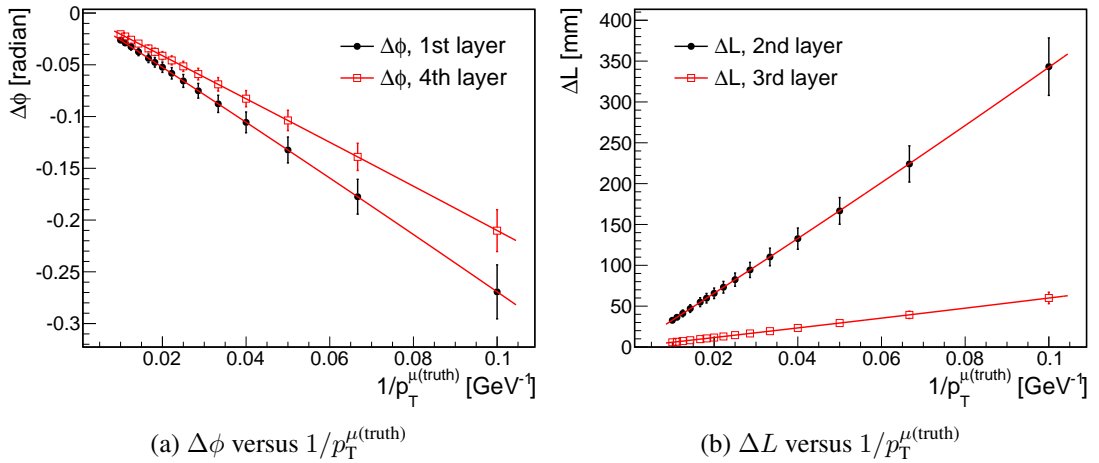 0
-0.05
-0.1
-0.15
-0.2
-0.25
-0.3
Δϕ [radian]
Δϕ, 1st layer
Δϕ, 4th layer
0.02 0.04 0.06 0.08 0.1
1/p_T^μ(truth) [GeV⁻¹]
400
350
300
250
200
150
100
50
0
ΔL [mm]
ΔL, 2nd layer
ΔL, 3rd layer
0.02 0.04 0.06 0.08 0.1
1/p_T^μ(truth) [GeV⁻¹]
(a) Δϕ versus 1/p_T^μ(truth)
(b) ΔL versus 1/p_T^μ(truth)